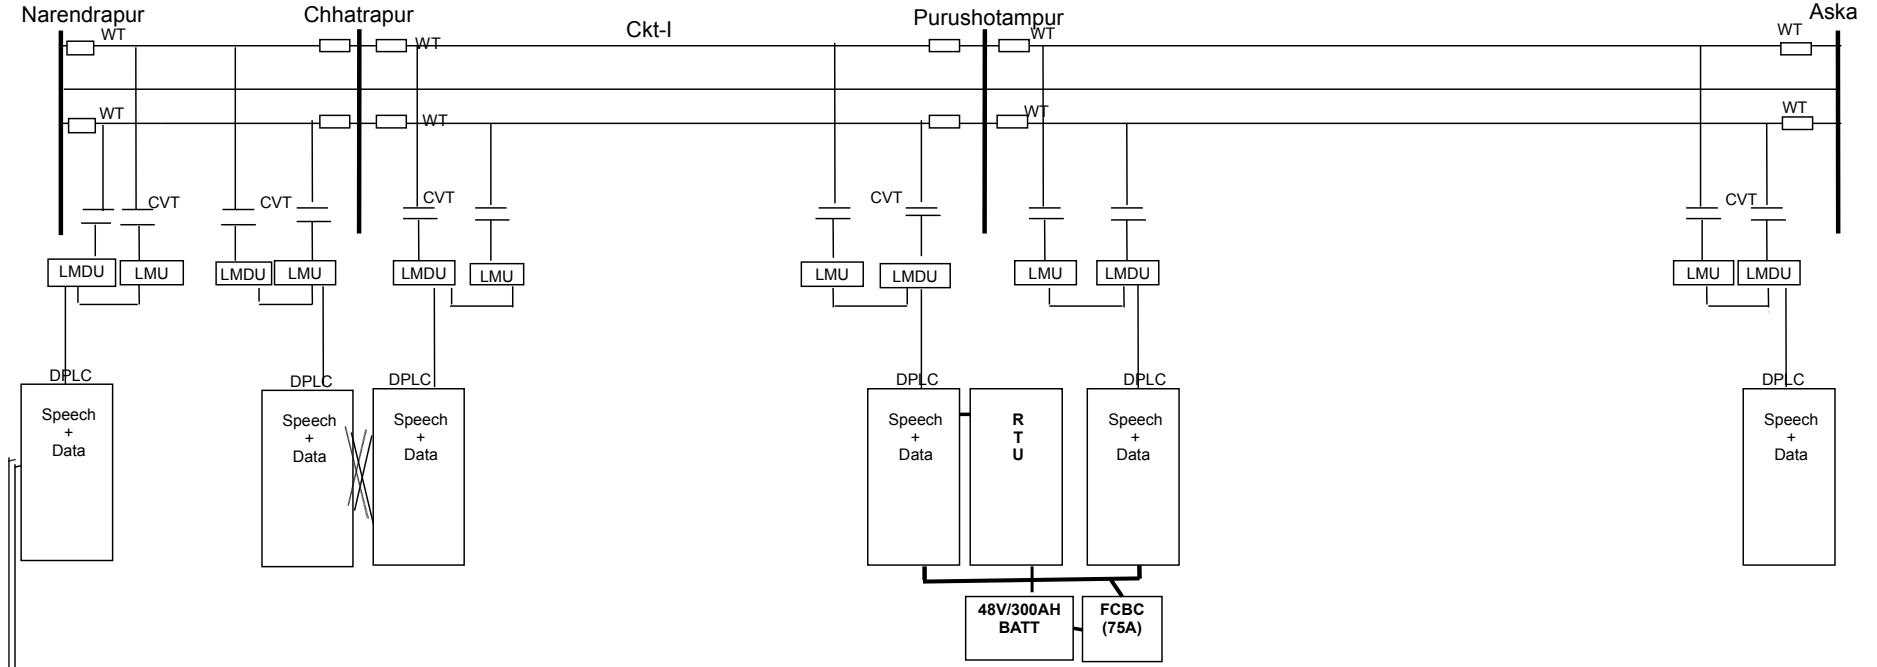 Narendrapur
Chhatrapur
Ckt-I
Purushotampur
Aska
WT
WT
WT
WT
WT
WT
WT
WT
CVT
CVT
CVT
CVT
CVT
LMDU
LMU
LMDU
LMU
LMDU
LMU
LMU
LMDU
LMU
LMDU
LMU
LMDU
DPLC
DPLC
DPLC
DPLC
DPLC
DPLC
Speech
+
Data
Speech
+
Data
Speech
+
Data
Speech
+
Data
R
T
U
Speech
+
Data
Speech
+
Data
48V/300AH
BATT
FCBC
(75A)